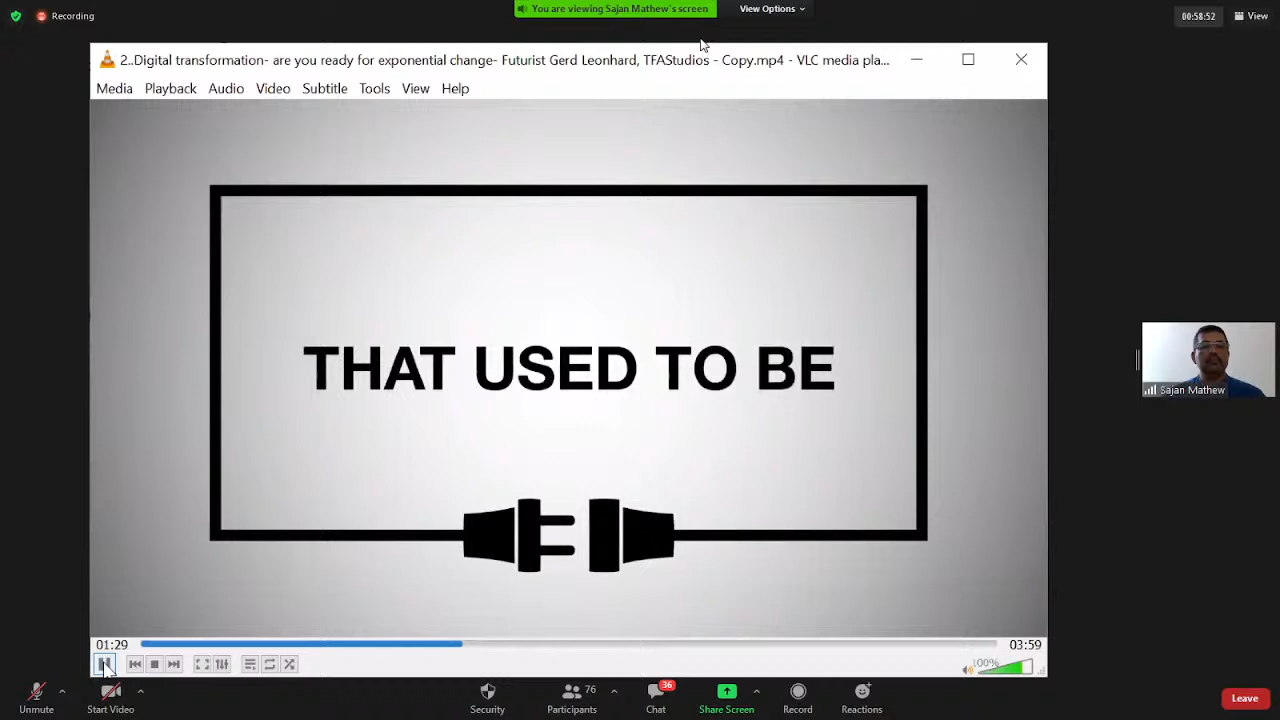 Recording
You are viewing Sajan Mathew's screen
View Options
00:58:52
View
2..Digital transformation- are you ready for exponential change- Futurist Gerd Leonhard, TFAStudios - Copy.mp4 - VLC media pla...
Media Playback Audio Video Subtitle Tools View Help
THAT USED TO BE
Sajan Mathew
01:29
03:59
100%
Unmute
Start Video
Security
76
Participants
36
Chat
Share Screen
Record
Reactions
Leave